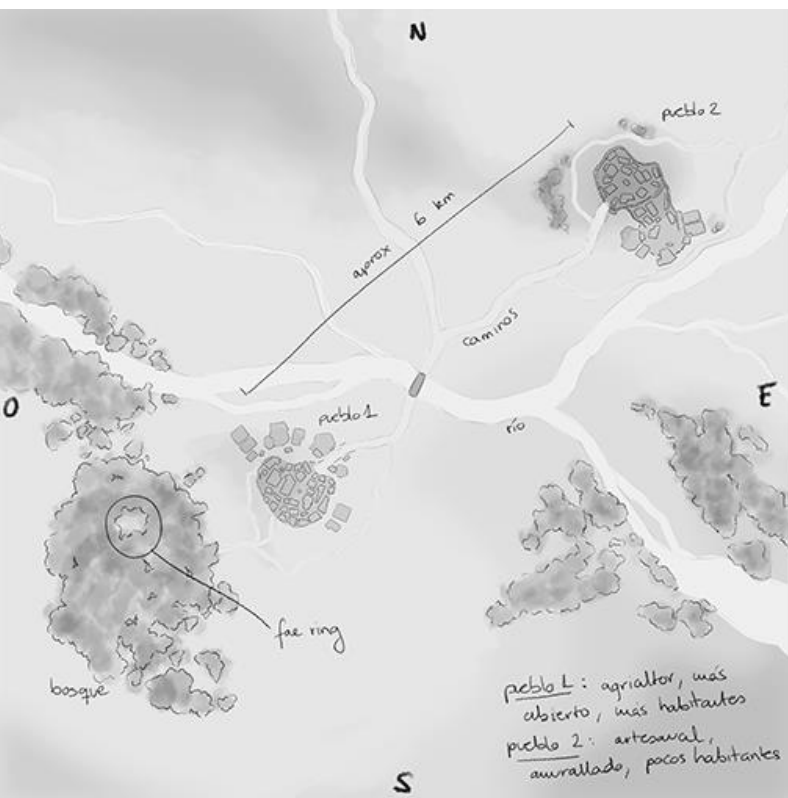 N
pueblo 2
6 km
aprox
caminos
E
O
pueblo 1
río
fae ring
bosque
pueblo 1: agricultor, más
abierto, más habitantes
pueblo 2: artesanal,
amurallado, pocos habitantes
S